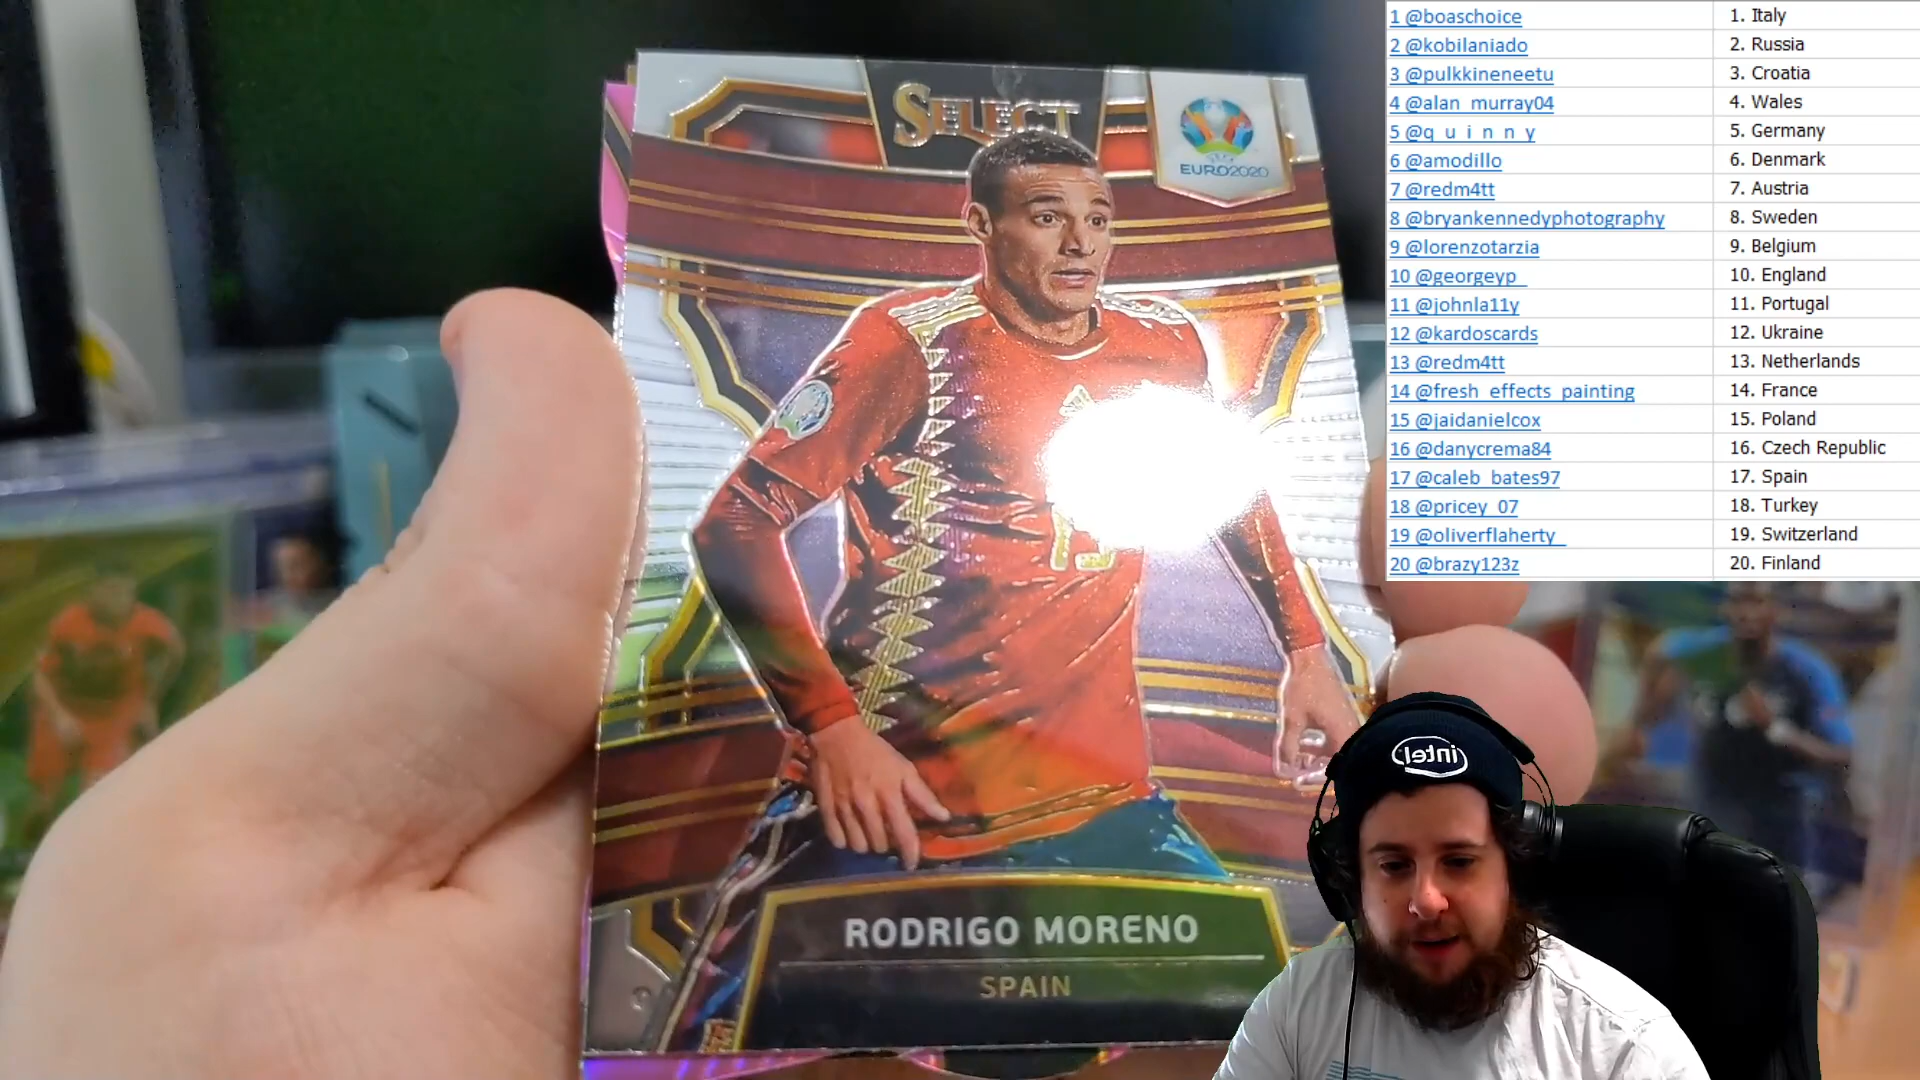 SELECT
UEFA
EURO2020
15
RODRIGO MORENO
SPAIN
1 @boaschoice 1. Italy
2 @kobilaniado 2. Russia
3 @pulkkineneetu 3. Croatia
4 @alan_murray04 4. Wales
5 @q_u_i_n_n_y 5. Germany
6 @amodillo 6. Denmark
7 @redm4tt 7. Austria
8 @bryankennedyphotography 8. Sweden
9 @lorenzotarzia 9. Belgium
10 @georgeyp_ 10. England
11 @johnla11y 11. Portugal
12 @kardoscards 12. Ukraine
13 @redm4tt 13. Netherlands
14 @fresh_effects_painting 14. France
15 @jaidanielcox 15. Poland
16 @danycrema84 16. Czech Republic
17 @caleb_bates97 17. Spain
18 @pricey_07 18. Turkey
19 @oliverflaherty_ 19. Switzerland
20 @brazy123z 20. Finland
intel